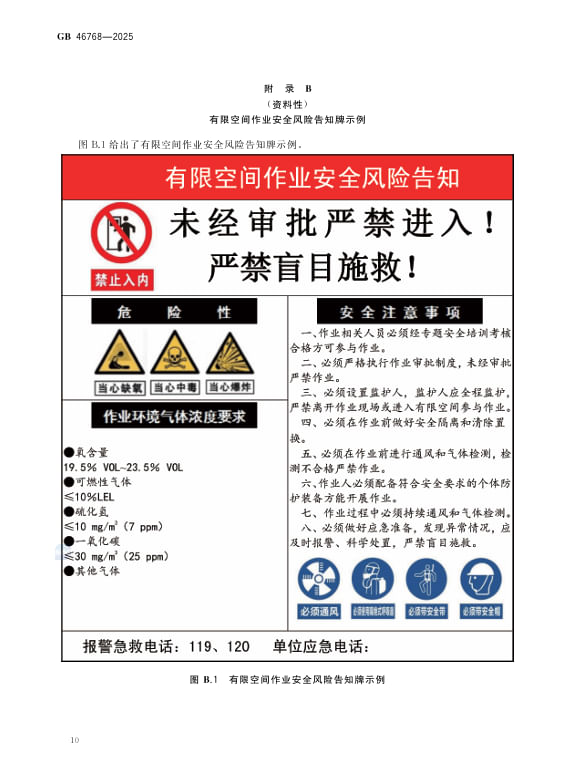 GB 46768—2025
附 录 B
（资料性）
有限空间作业安全风险告知牌示例
图 B.1 给出了有限空间作业安全风险告知牌示例。
有限空间作业安全风险告知
禁止入内
未经审批严禁进入！
严禁盲目施救！
危 险 性
当心缺氧 当心中毒 当心爆炸
作业环境气体浓度要求
●氧含量
19.5% VOL~23.5% VOL
●可燃性气体
≤10%LEL
●硫化氢
≤10 mg/m³（7 ppm）
●一氧化碳
≤30 mg/m³（25 ppm）
●其他气体
安 全 注 意 事 项
一、作业相关人员必须经专题安全培训考核
合格方可参与作业。
二、必须严格执行作业审批制度，未经审批
严禁作业。
三、必须设置监护人，监护人应全程监护，
严禁离开作业现场或进入有限空间参与作业。
四、必须在作业前做好安全隔离和清除置
换。
五、必须在作业前进行通风和气体检测，检
测不合格严禁作业。
六、作业人必须配备符合安全要求的个体防
护装备方能开展作业。
七、作业过程中必须持续通风和气体检测。
八、必须做好应急准备，发现异常情况，应
及时报警、科学处置，严禁盲目施救。
必须通风 必须使用隔绝式呼吸器 必须带安全带 必须带安全帽
报警急救电话：119、120 单位应急电话：
图 B.1 有限空间作业安全风险告知牌示例
10